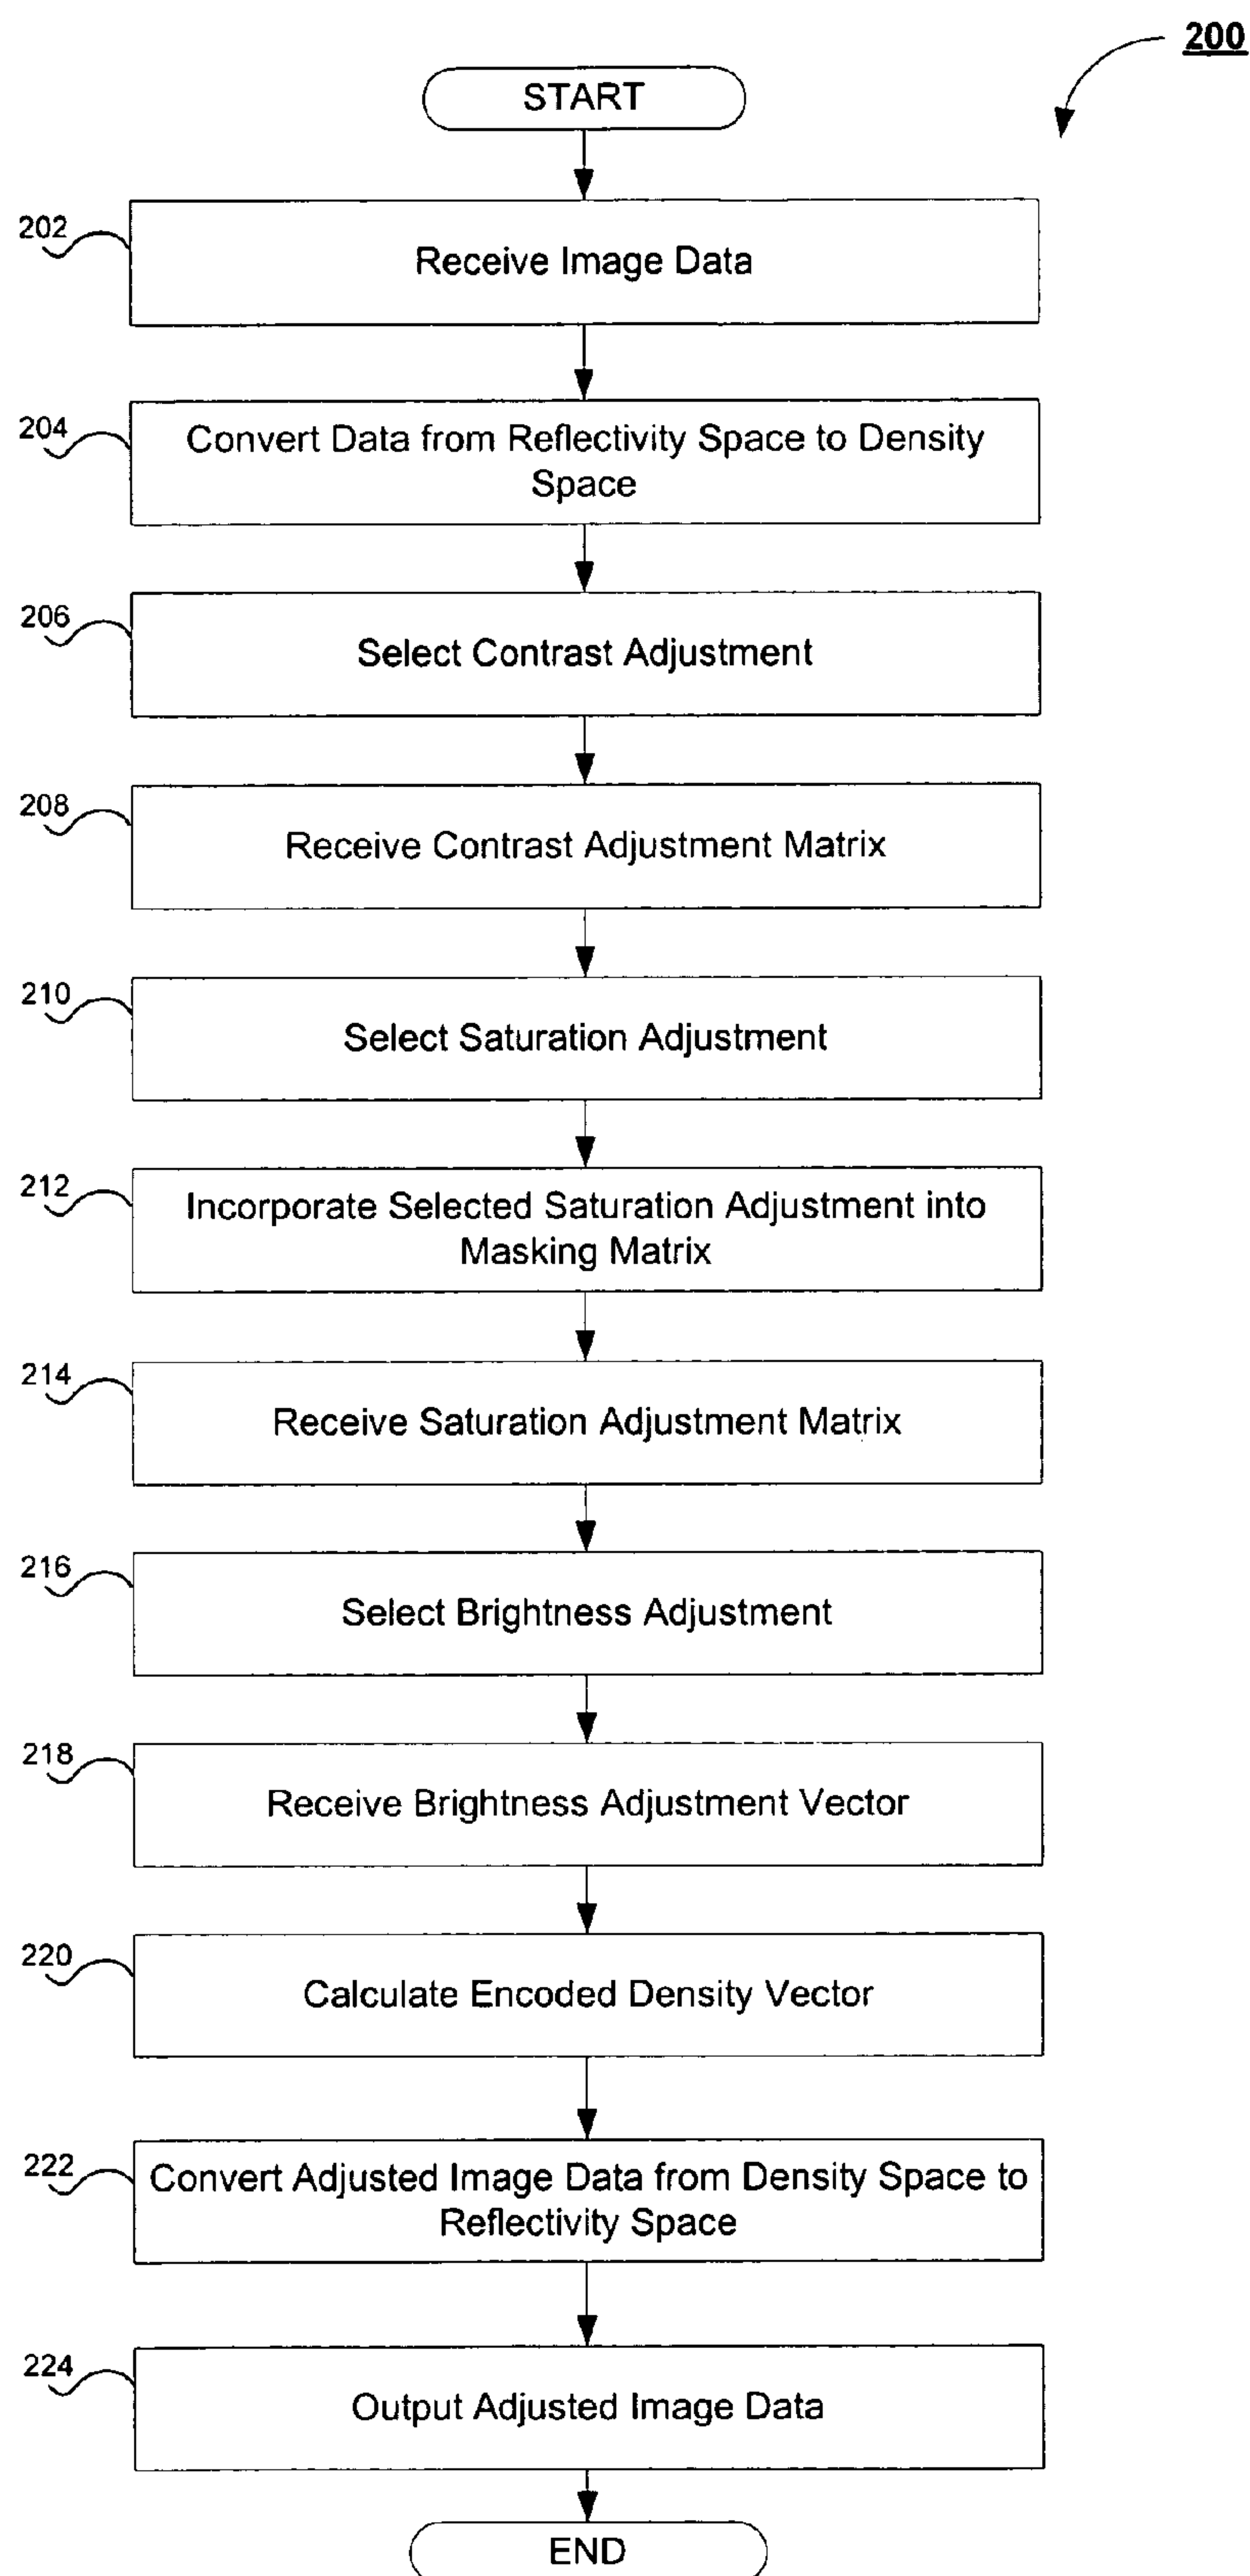 200
START
202
Receive Image Data
204
Convert Data from Reflectivity Space to Density
Space
206
Select Contrast Adjustment
208
Receive Contrast Adjustment Matrix
210
Select Saturation Adjustment
212
Incorporate Selected Saturation Adjustment into
Masking Matrix
214
Receive Saturation Adjustment Matrix
216
Select Brightness Adjustment
218
Receive Brightness Adjustment Vector
220
Calculate Encoded Density Vector
222
Convert Adjusted Image Data from Density Space to
Reflectivity Space
224
Output Adjusted Image Data
END